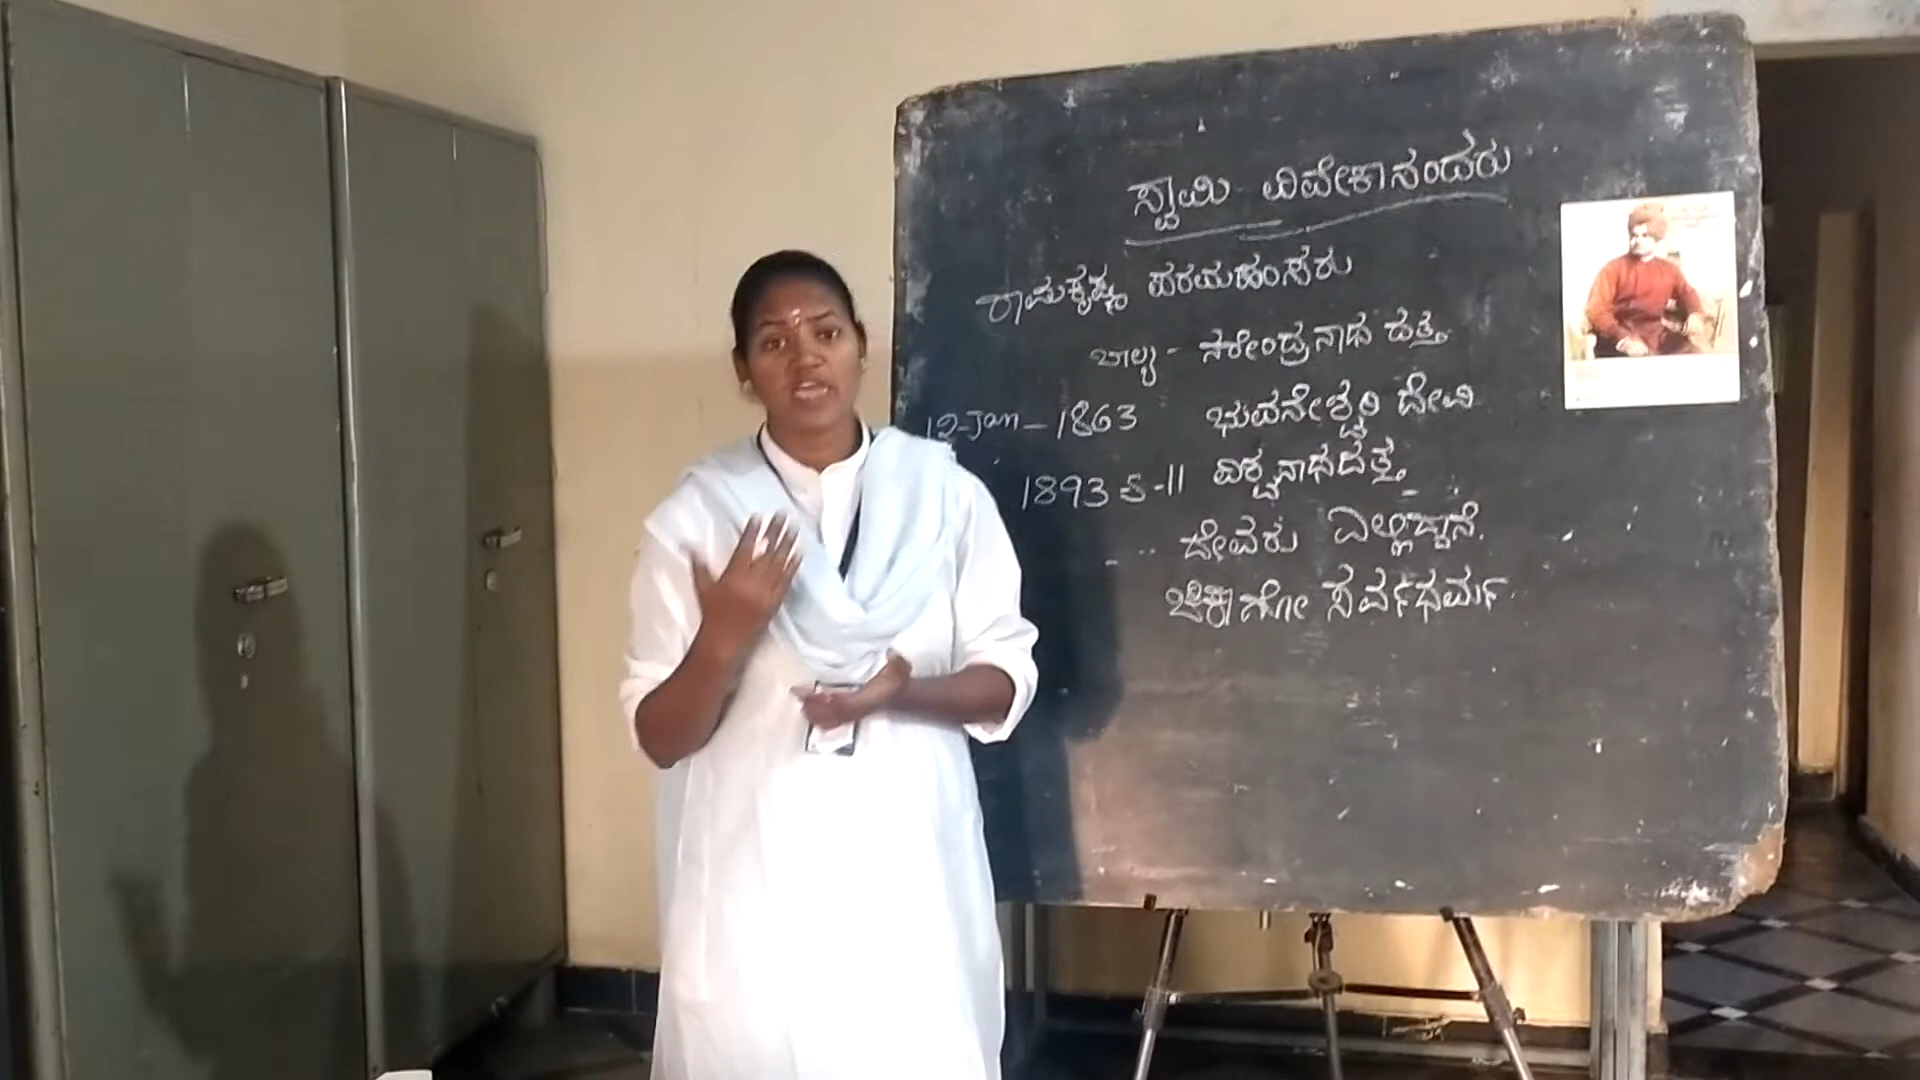 ಸ್ವಾಮಿ ವಿವೇಕಾನಂದರು
ರಾಮಕೃಷ್ಣ ಪರಮಹಂಸರು
ಬಾಲ್ಯ - ನರೇಂದ್ರನಾಥ ದತ್ತ
12-Jan-1863 ಭುವನೇಶ್ವರಿ ದೇವಿ
1893 s-11 ವಿಶ್ವನಾಥದತ್ತ
ದೇವರು ಎಲ್ಲಿದ್ದಾನೆ.
ಚಿಕಾಗೋ ಸರ್ವಧರ್ಮ